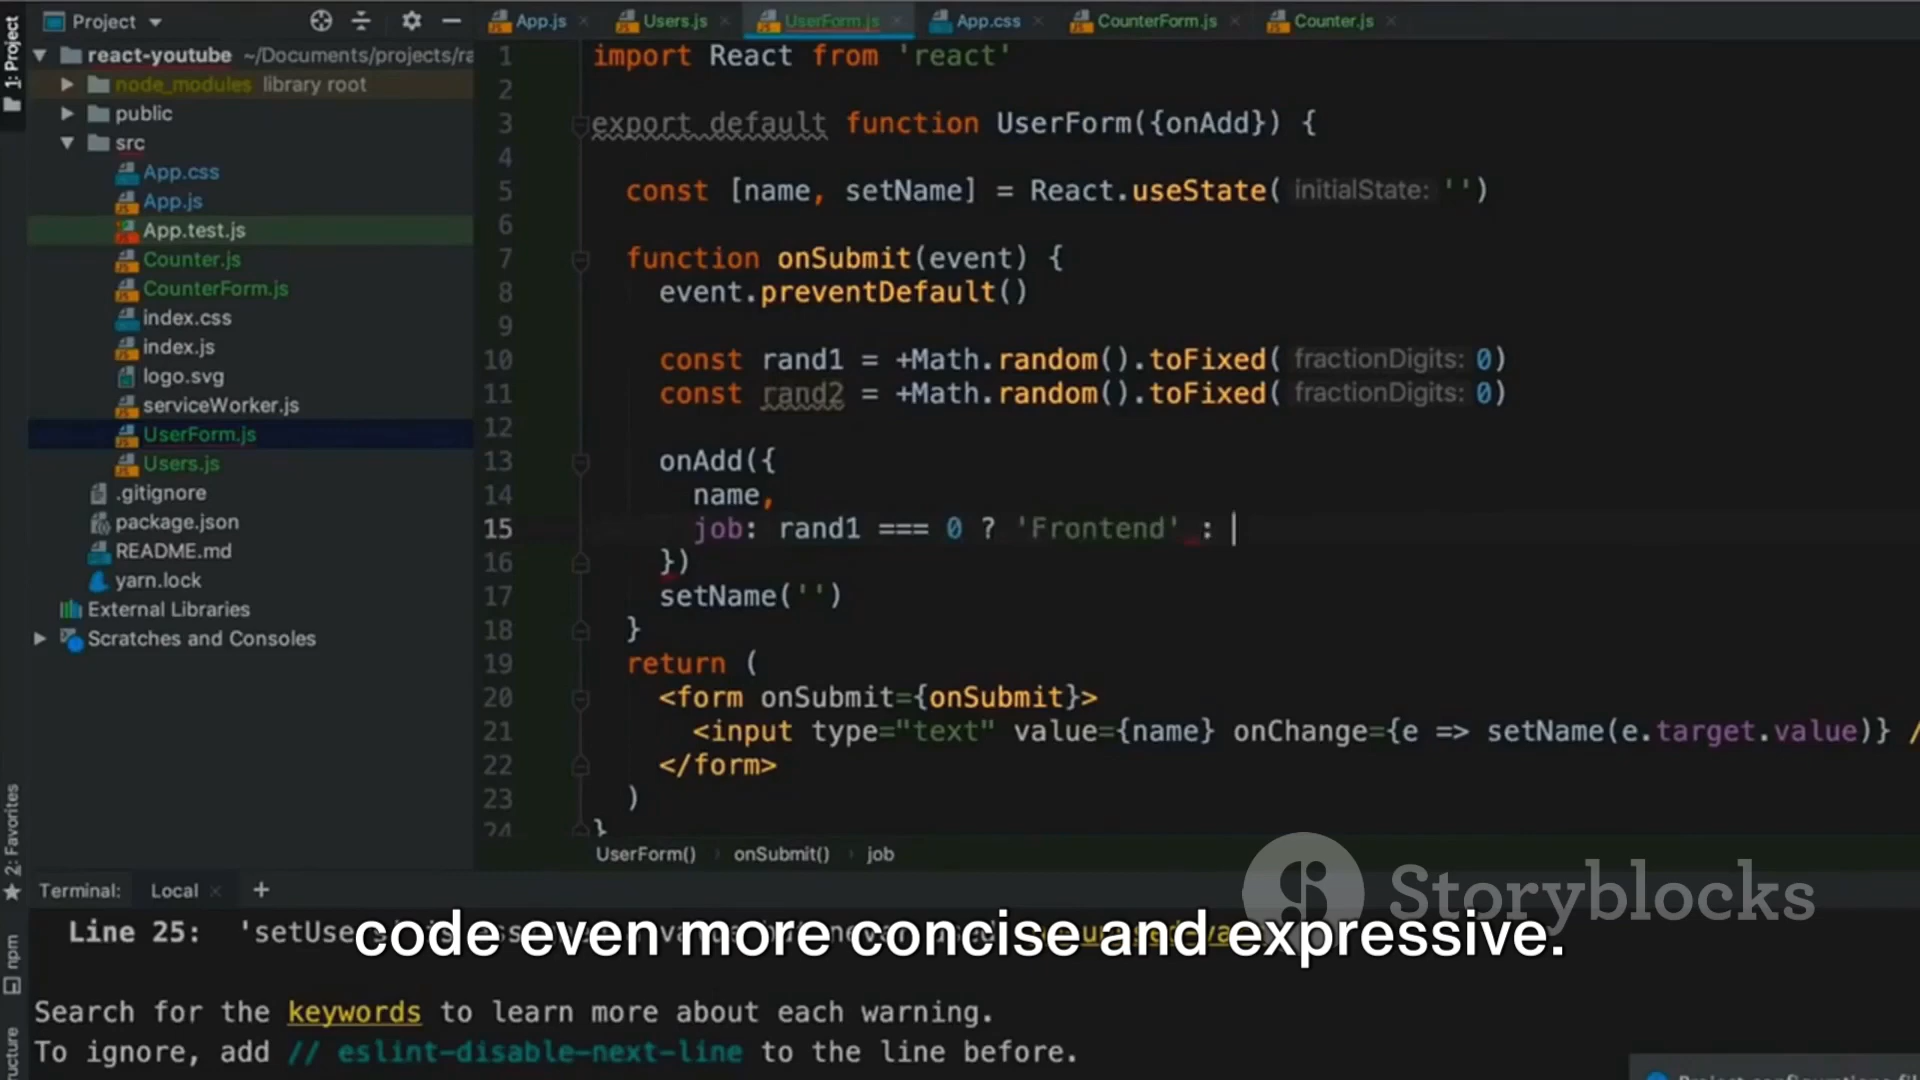 1: Project
Project
react-youtube ~/Documents/projects/ra
node_modules library root
public
src
App.css
App.js
App.test.js
Counter.js
CounterForm.js
index.css
index.js
logo.svg
serviceWorker.js
UserForm.js
Users.js
.gitignore
package.json
README.md
yarn.lock
External Libraries
Scratches and Consoles
App.js Users.js UserForm.js App.css CounterForm.js Counter.js
1 import React from 'react'
2
3 export default function UserForm({onAdd}) {
4
5 const [name, setName] = React.useState( initialState: '')
6
7 function onSubmit(event) {
8 event.preventDefault()
9
10 const rand1 = +Math.random().toFixed( fractionDigits: 0)
11 const rand2 = +Math.random().toFixed( fractionDigits: 0)
12
13 onAdd({
14 name,
15 job: rand1 === 0 ? 'Frontend' :
16 })
17 setName('')
18 }
19 return (
20 <form onSubmit={onSubmit}>
21 <input type="text" value={name} onChange={e => setName(e.target.value)} /
22 </form>
23 )
24 }
UserForm() onSubmit() job
2: Favorites
npm
Terminal: Local +
Storyblocks
Line 25: 'setUse
code even more concise and expressive.
Search for the keywords to learn more about each warning.
To ignore, add // eslint-disable-next-line to the line before.